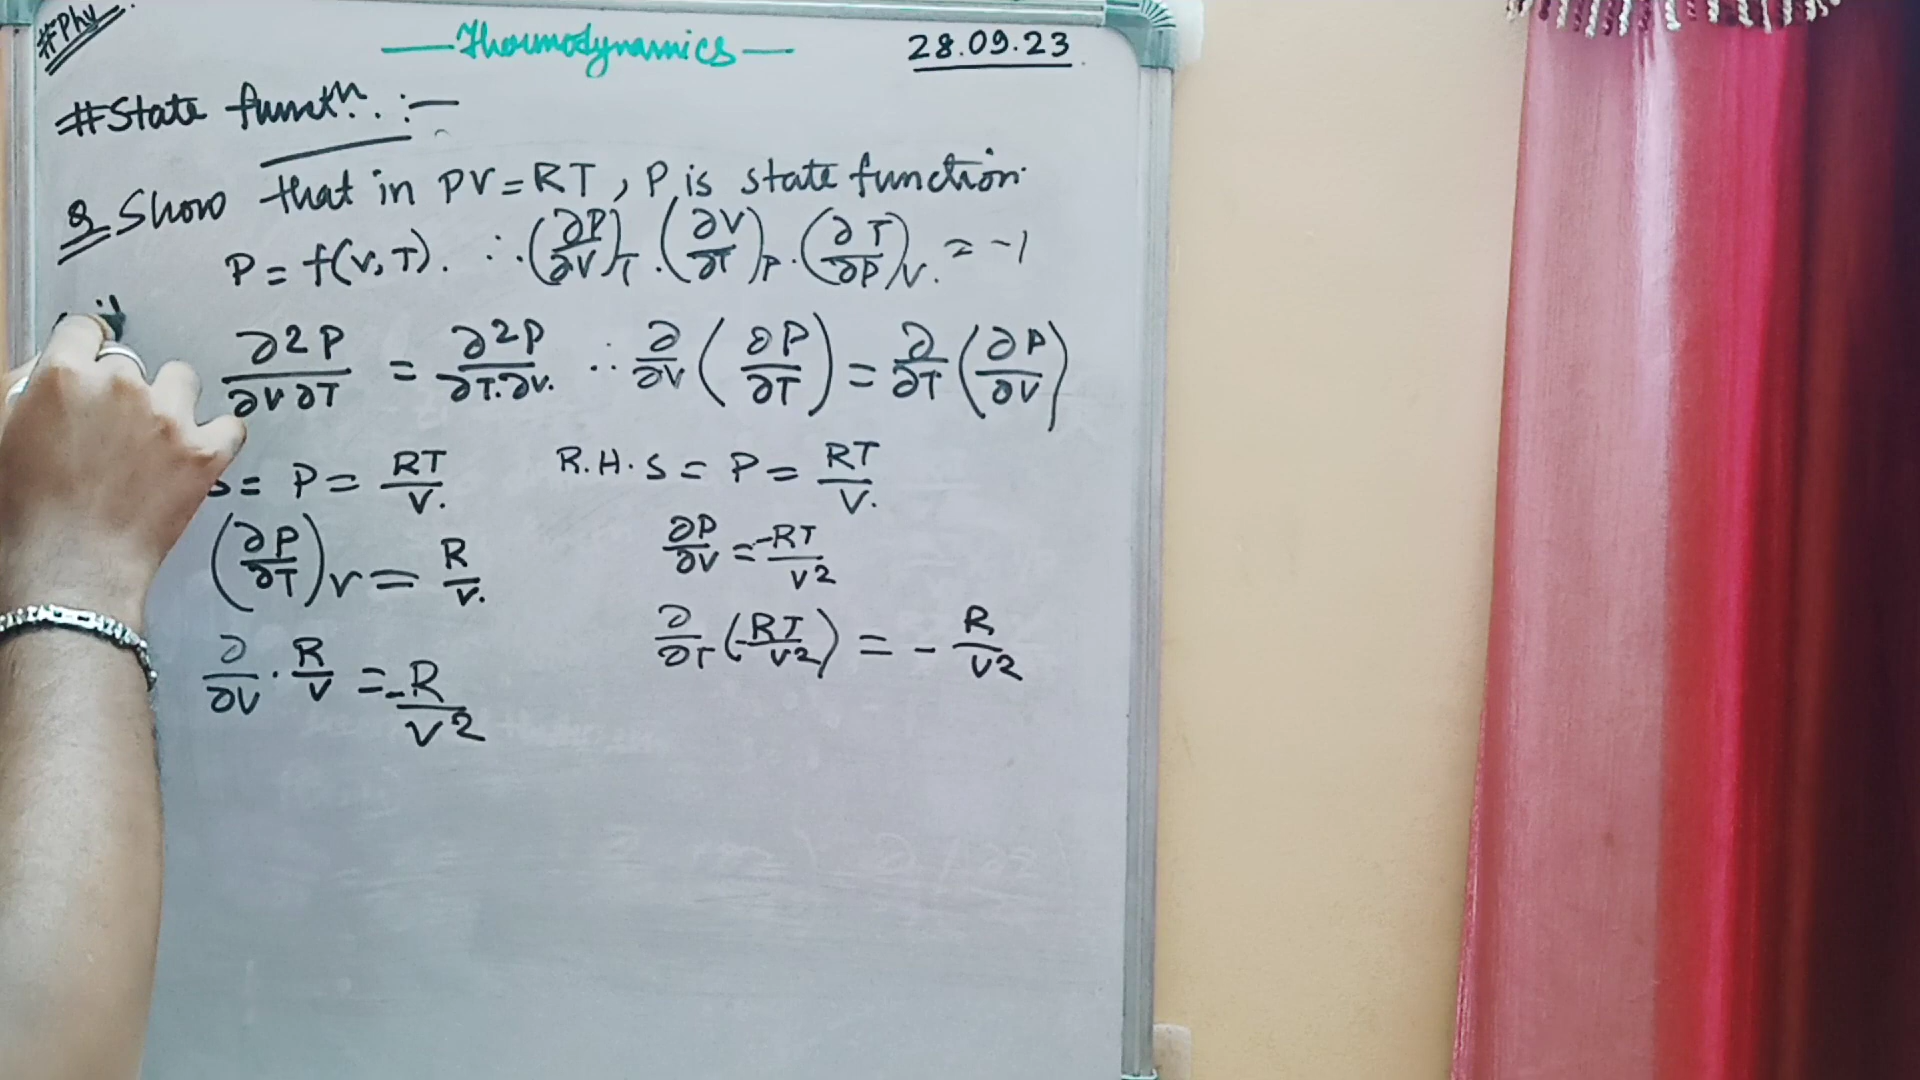 #Phy
Thermodynamics
28.09.23
#State functn. :—
Q Show that in PV=RT, P is state function.
P = f(V,T). ∴ (∂P/∂V)T . (∂V/∂T)P . (∂T/∂P)V. = -1
∂2P/∂V∂T = ∂2P/∂T.∂V. ∴ ∂/∂V (∂P/∂T) = ∂/∂T (∂P/∂V)
S = P = RT/V. R.H.S = P = RT/V.
(∂P/∂T)V = R/V. ∂P/∂V = -RT/V2
∂/∂V . R/V = -R/V2 ∂/∂T (-RT/V2) = - R/V2